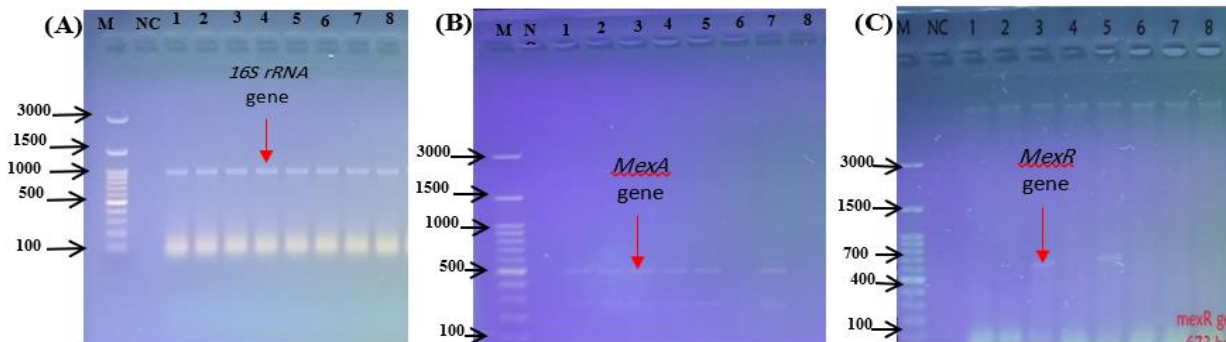 (A)
M NC 1 2 3 4 5 6 7 8
16S rRNA
gene
3000
1500
1000
500
100
(B)
M N 1 2 3 4 5 6 7 8
MexA
gene
3000
1500
1000
500
100
(C)
M NC 1 2 3 4 5 6 7 8
MexR
gene
3000
1500
700
400
100
mexR g